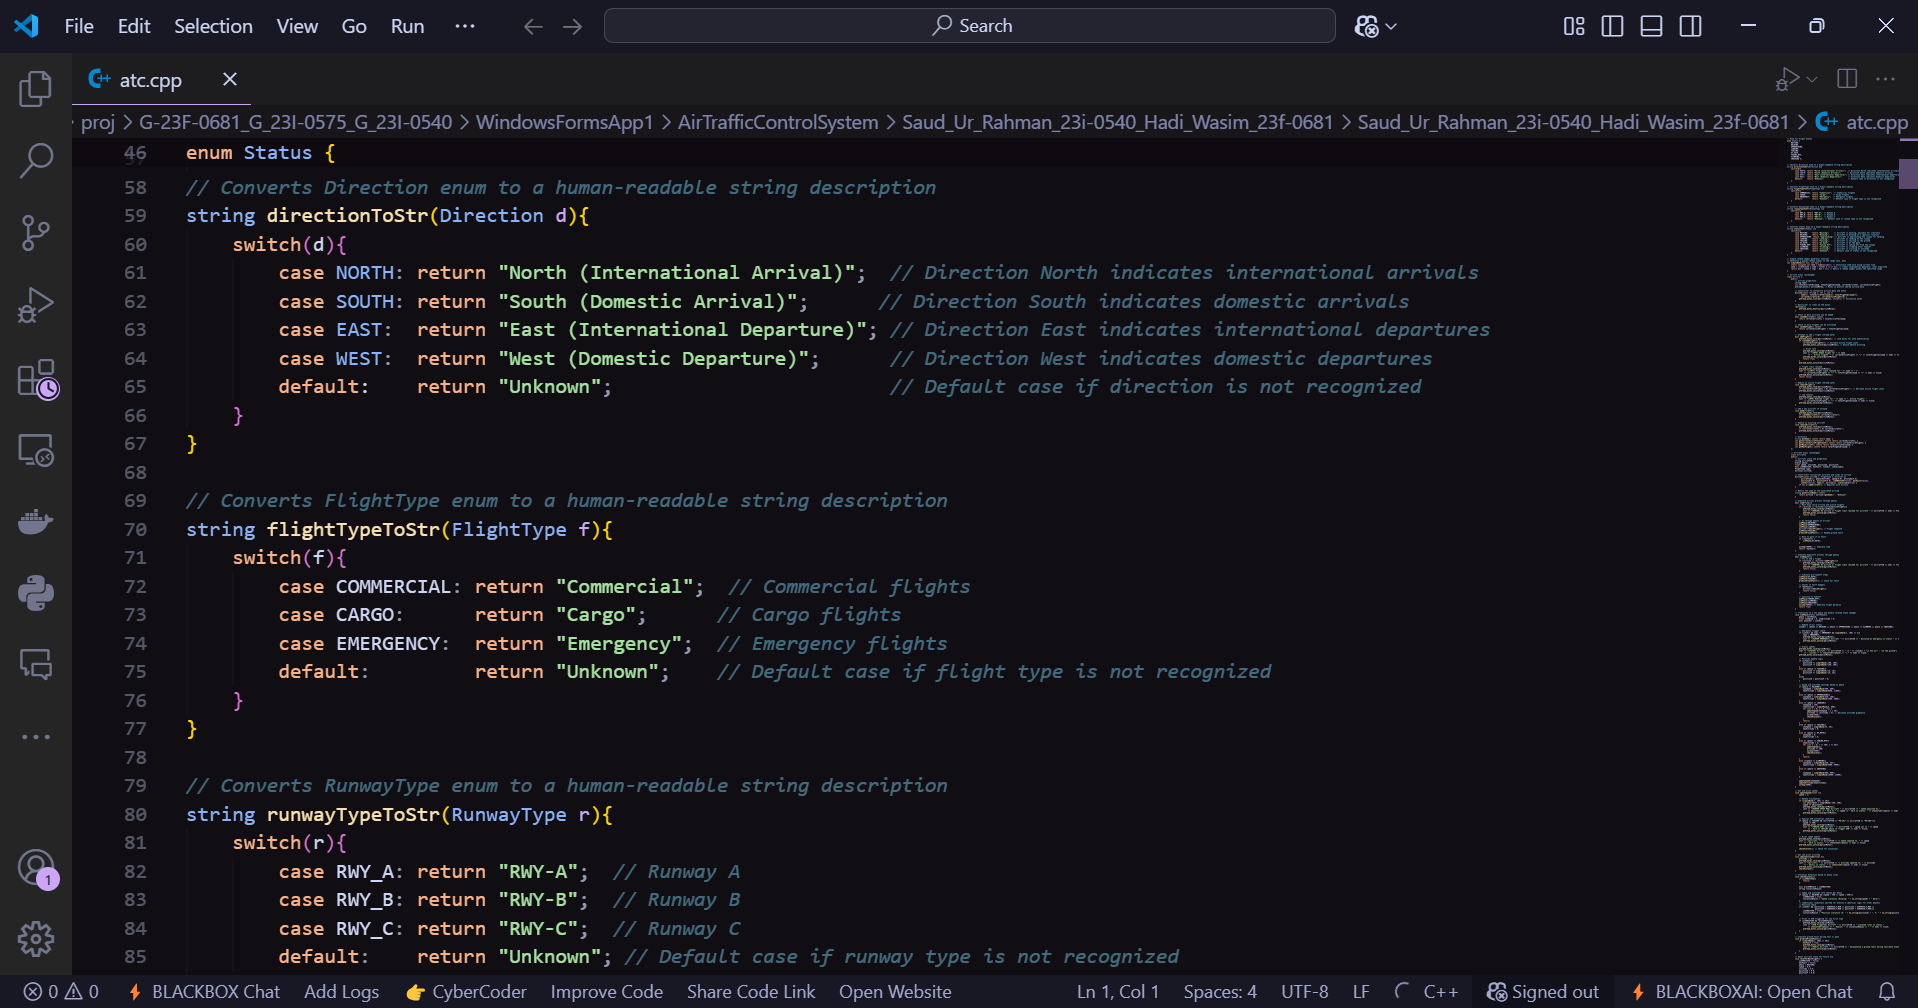 File Edit Selection View Go Run ··· Search
atc.cpp
proj > G-23F-0681_G_23I-0575_G_23I-0540 > WindowsFormsApp1 > AirTrafficControlSystem > Saud_Ur_Rahman_23i-0540_Hadi_Wasim_23f-0681 > Saud_Ur_Rahman_23i-0540_Hadi_Wasim_23f-0681 > atc.cpp
46 enum Status {
58 // Converts Direction enum to a human-readable string description
59 string directionToStr(Direction d){
60 switch(d){
61 case NORTH: return "North (International Arrival)"; // Direction North indicates international arrivals
62 case SOUTH: return "South (Domestic Arrival)"; // Direction South indicates domestic arrivals
63 case EAST: return "East (International Departure)"; // Direction East indicates international departures
64 case WEST: return "West (Domestic Departure)"; // Direction West indicates domestic departures
65 default: return "Unknown"; // Default case if direction is not recognized
66 }
67 }
68
69 // Converts FlightType enum to a human-readable string description
70 string flightTypeToStr(FlightType f){
71 switch(f){
72 case COMMERCIAL: return "Commercial"; // Commercial flights
73 case CARGO: return "Cargo"; // Cargo flights
74 case EMERGENCY: return "Emergency"; // Emergency flights
75 default: return "Unknown"; // Default case if flight type is not recognized
76 }
77 }
78
79 // Converts RunwayType enum to a human-readable string description
80 string runwayTypeToStr(RunwayType r){
81 switch(r){
82 case RWY_A: return "RWY-A"; // Runway A
83 case RWY_B: return "RWY-B"; // Runway B
84 case RWY_C: return "RWY-C"; // Runway C
85 default: return "Unknown"; // Default case if runway type is not recognized
1
0 0 BLACKBOX Chat Add Logs CyberCoder Improve Code Share Code Link Open Website Ln 1, Col 1 Spaces: 4 UTF-8 LF C++ Signed out BLACKBOXAI: Open Chat